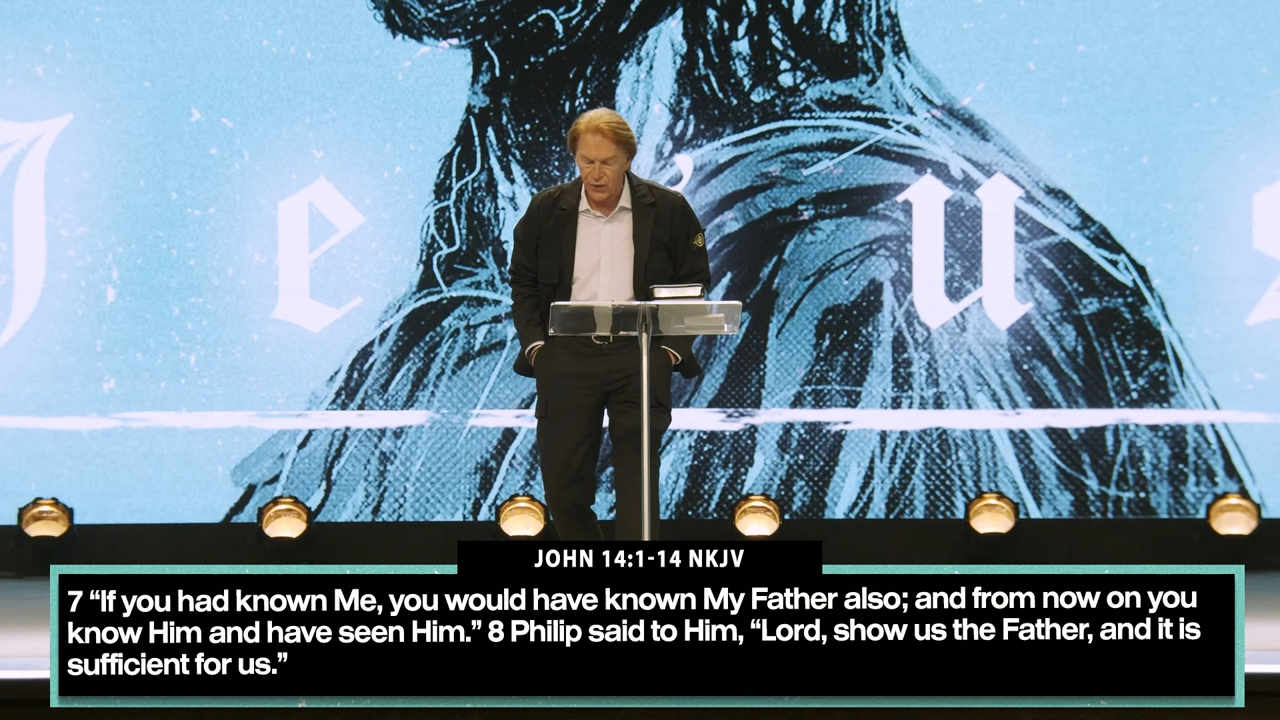 Jesus
JOHN 14:1-14 NKJV
7 “If you had known Me, you would have known My Father also; and from now on you
know Him and have seen Him.” 8 Philip said to Him, “Lord, show us the Father, and it is
sufficient for us.”